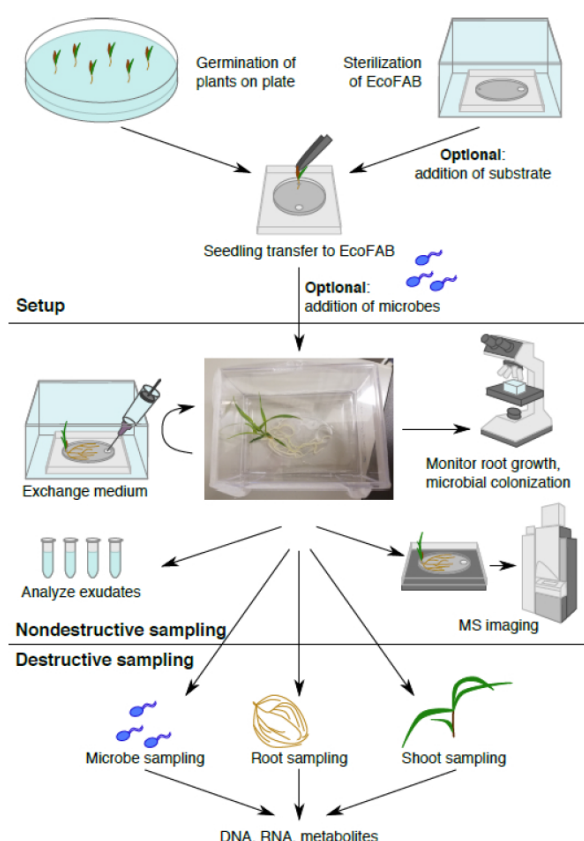 Germination of
plants on plate
Sterilization
of EcoFAB
Optional:
addition of substrate
Seedling transfer to EcoFAB
Optional:
addition of microbes
Setup
Exchange medium
Monitor root growth,
microbial colonization
Analyze exudates
MS imaging
Nondestructive sampling
Destructive sampling
Microbe sampling
Root sampling
Shoot sampling
DNA, RNA, metabolites